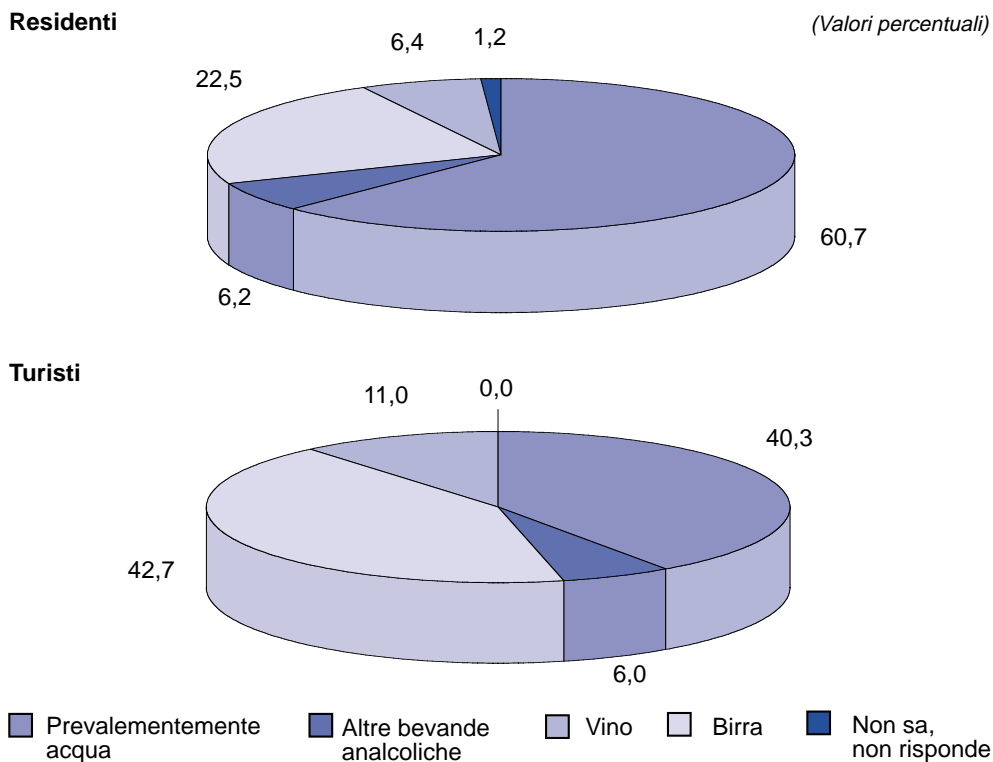 Residenti
(Valori percentuali)
6,4
1,2
22,5
60,7
6,2
Turisti
11,0
0,0
40,3
42,7
6,0
Prevalementemente
acqua
Altre bevande
analcoliche
Vino
Birra
Non sa,
non risponde